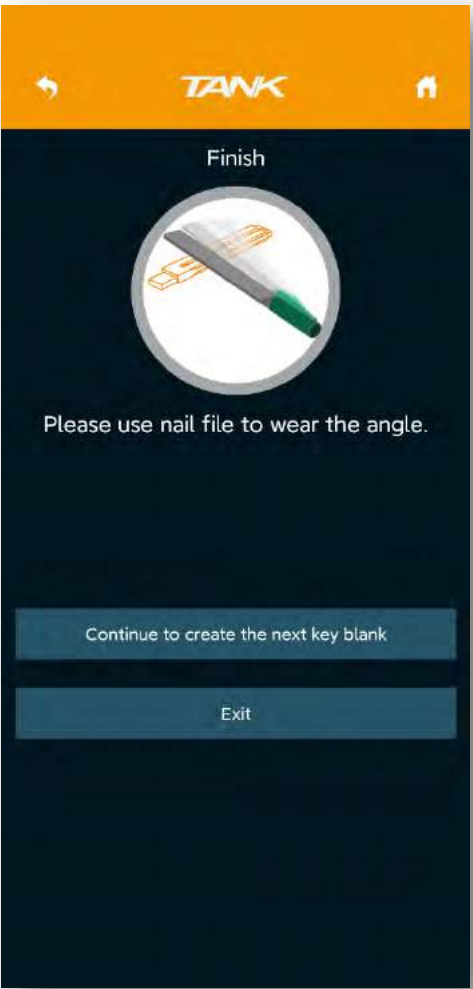 TANK
Finish
Please use nail file to wear the angle.
Continue to create the next key blank
Exit